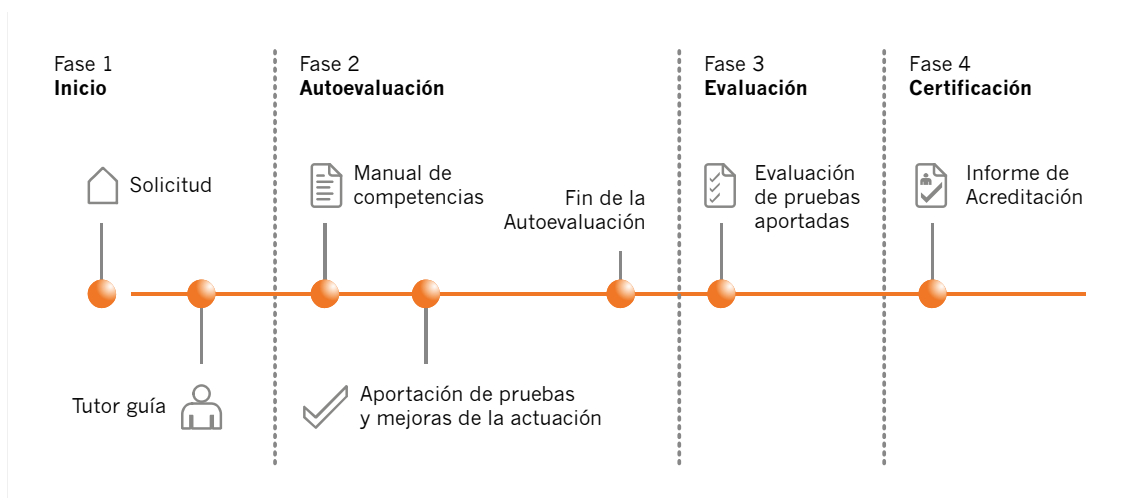 Fase 1
Inicio
Solicitud
Tutor guía
Fase 2
Autoevaluación
Manual de
competencias
Fin de la
Autoevaluación
Aportación de pruebas
y mejoras de la actuación
Fase 3
Evaluación
Evaluación
de pruebas
aportadas
Fase 4
Certificación
Informe de
Acreditación